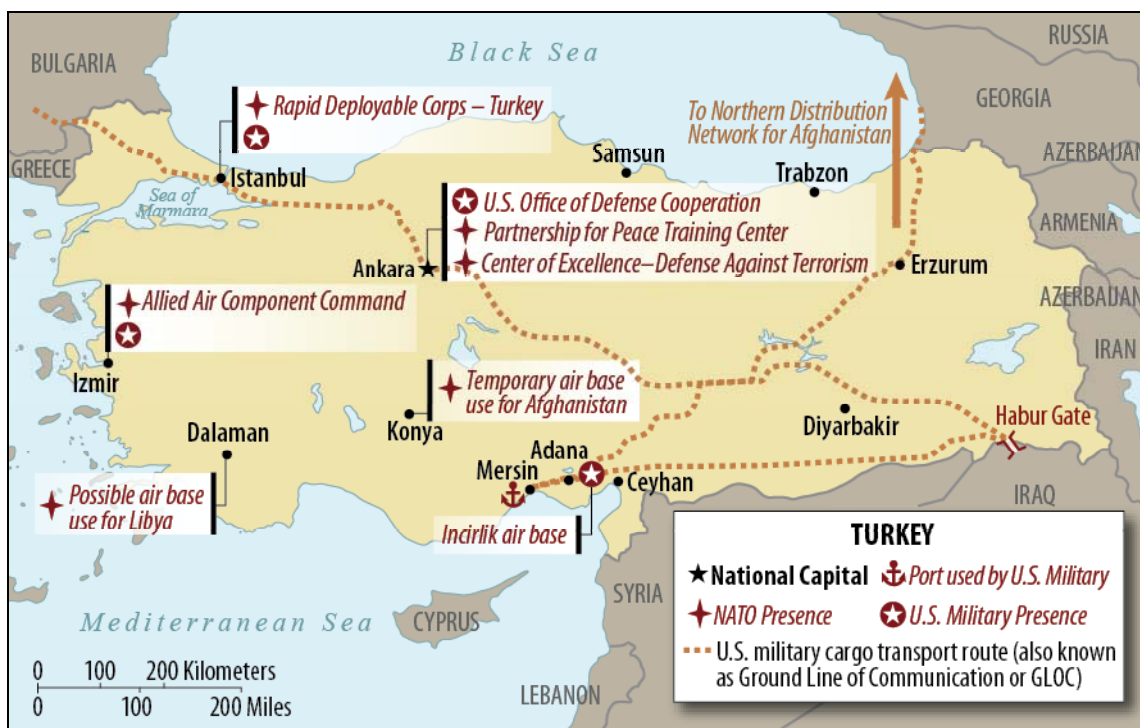 Black Sea
RUSSIA
BULGARIA
GEORGIA
Rapid Deployable Corps – Turkey
To Northern Distribution
Network for Afghanistan
GREECE
Istanbul
Samsun
Trabzon
AZERBAIJAN
Sea of
Marmara
U.S. Office of Defense Cooperation
Partnership for Peace Training Center
Center of Excellence–Defense Against Terrorism
ARMENIA
Ankara
Erzurum
AZERBAIJAN
Allied Air Component Command
IRAN
Izmir
Temporary air base
use for Afghanistan
Konya
Diyarbakir
Habur Gate
Dalaman
Adana
Mersin
Ceyhan
Possible air base
use for Libya
Incirlik air base
IRAQ
SYRIA
CYPRUS
Mediterranean Sea
LEBANON
0 100 200 Kilometers
0 100 200 Miles
TURKEY
National Capital
Port used by U.S. Military
NATO Presence
U.S. Military Presence
U.S. military cargo transport route (also known
as Ground Line of Communication or GLOC)